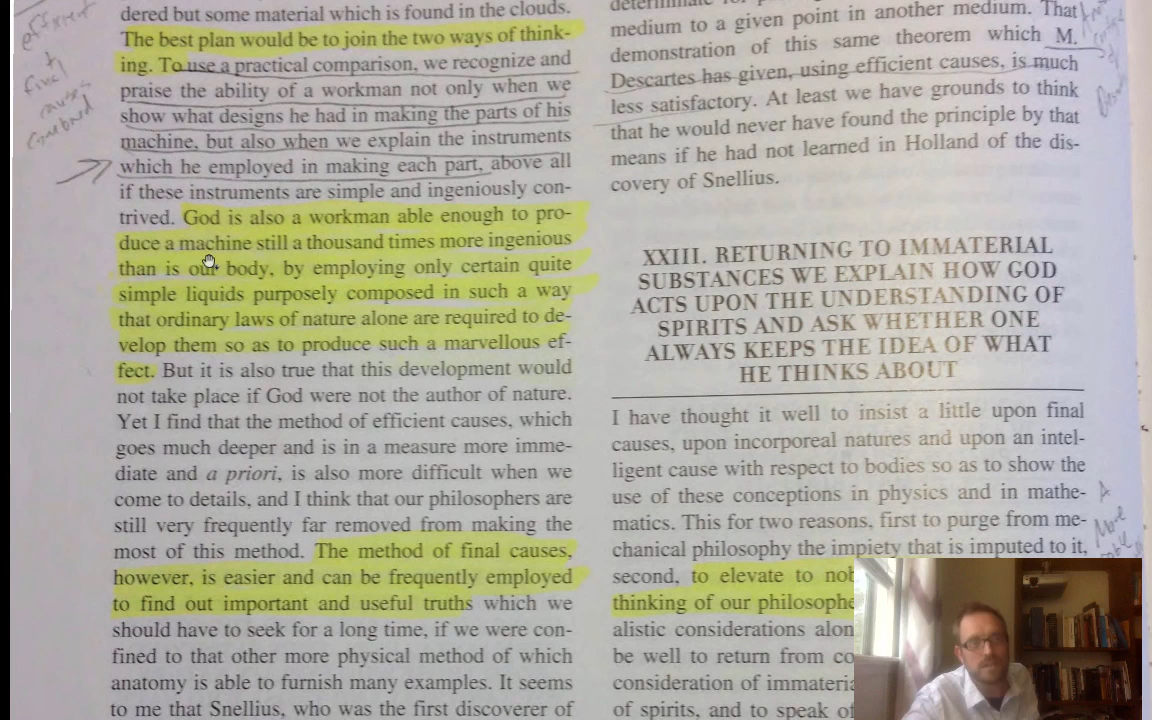 efficient
+
final
causes
combined
dered but some material which is found in the clouds.
The best plan would be to join the two ways of think-
ing. To use a practical comparison, we recognize and
praise the ability of a workman not only when we
show what designs he had in making the parts of his
machine, but also when we explain the instruments
which he employed in making each part, above all
if these instruments are simple and ingeniously con-
trived. God is also a workman able enough to pro-
duce a machine still a thousand times more ingenious
than is our body, by employing only certain quite
simple liquids purposely composed in such a way
that ordinary laws of nature alone are required to de-
velop them so as to produce such a marvellous ef-
fect. But it is also true that this development would
not take place if God were not the author of nature.
Yet I find that the method of efficient causes, which
goes much deeper and is in a measure more imme-
diate and a priori, is also more difficult when we
come to details, and I think that our philosophers are
still very frequently far removed from making the
most of this method. The method of final causes,
however, is easier and can be frequently employed
to find out important and useful truths which we
should have to seek for a long time, if we were con-
fined to that other more physical method of which
anatomy is able to furnish many examples. It seems
to me that Snellius, who was the first discoverer of
medium to a given point in another medium. That
demonstration of this same theorem which M.
Descartes has given, using efficient causes, is much
less satisfactory. At least we have grounds to think
that he would never have found the principle by that
means if he had not learned in Holland of the dis-
covery of Snellius.
XXIII. RETURNING TO IMMATERIAL
SUBSTANCES WE EXPLAIN HOW GOD
ACTS UPON THE UNDERSTANDING OF
SPIRITS AND ASK WHETHER ONE
ALWAYS KEEPS THE IDEA OF WHAT
HE THINKS ABOUT
I have thought it well to insist a little upon final
causes, upon incorporeal natures and upon an intel-
ligent cause with respect to bodies so as to show the
use of these conceptions in physics and in mathe-
matics. This for two reasons, first to purge from me-
chanical philosophy the impiety that is imputed to it,
second, to elevate to
thinking of our
alistic considerations
be well to return from
consideration of
of spirits, and to speak
A
More